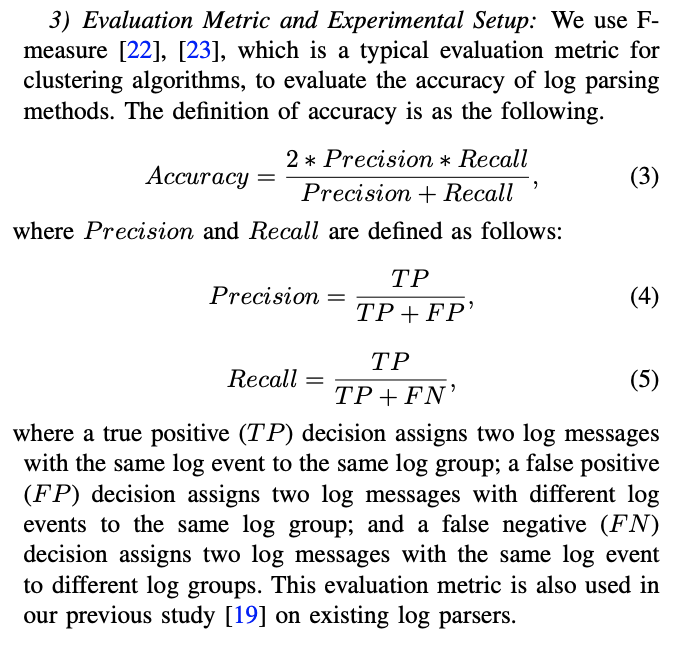 3) Evaluation Metric and Experimental Setup: We use F-
measure [22], [23], which is a typical evaluation metric for
clustering algorithms, to evaluate the accuracy of log parsing
methods. The definition of accuracy is as the following.
Accuracy = \frac{2 * Precision * Recall}{Precision + Recall}, (3)
where Precision and Recall are defined as follows:
Precision = \frac{TP}{TP + FP}, (4)
Recall = \frac{TP}{TP + FN}, (5)
where a true positive (TP) decision assigns two log messages
with the same log event to the same log group; a false positive
(FP) decision assigns two log messages with different log
events to the same log group; and a false negative (FN)
decision assigns two log messages with the same log event
to different log groups. This evaluation metric is also used in
our previous study [19] on existing log parsers.